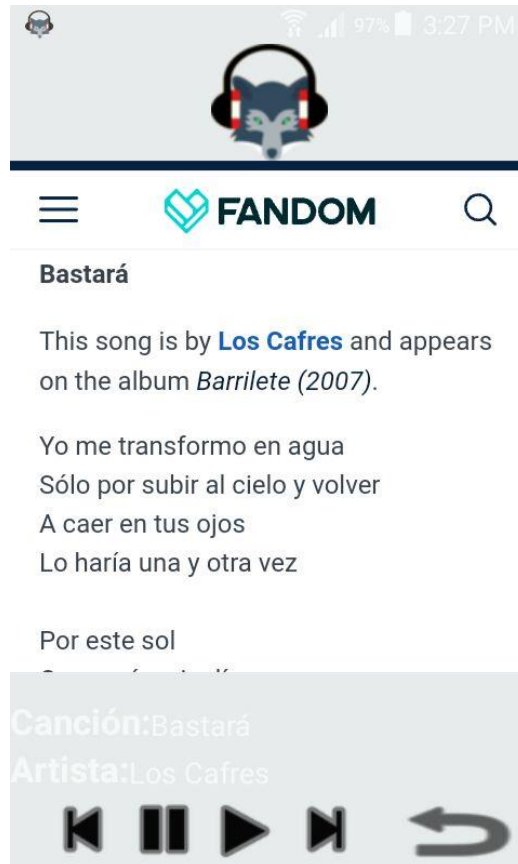 97% 3:27 PM
FANDOM
Bastará
This song is by Los Cafres and appears
on the album Barrilete (2007).
Yo me transformo en agua
Sólo por subir al cielo y volver
A caer en tus ojos
Lo haría una y otra vez
Por este sol
Canción:Bastará
Artista:Los Cafres